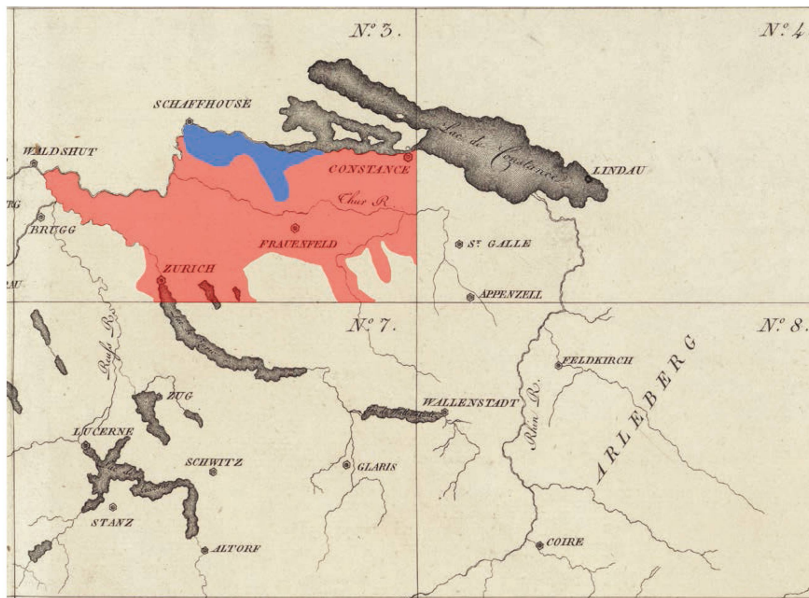 N.º 3.
N.º 4
SCHAFFHOUSE
WALDSHUT
CONSTANCE
Lac de Constance
LINDAU
Thur R.
BRUGG
FRAUENFELD
St. GALLE
ZURICH
APPENZELL
N.º 7.
N.º 8.
Reuss R.
FELDKIRCH
ARLEBERG
ZUG
WALLENSTADT
Rhin R.
LUCERNE
SCHWITZ
GLARIS
STANZ
ALTORF
COIRE